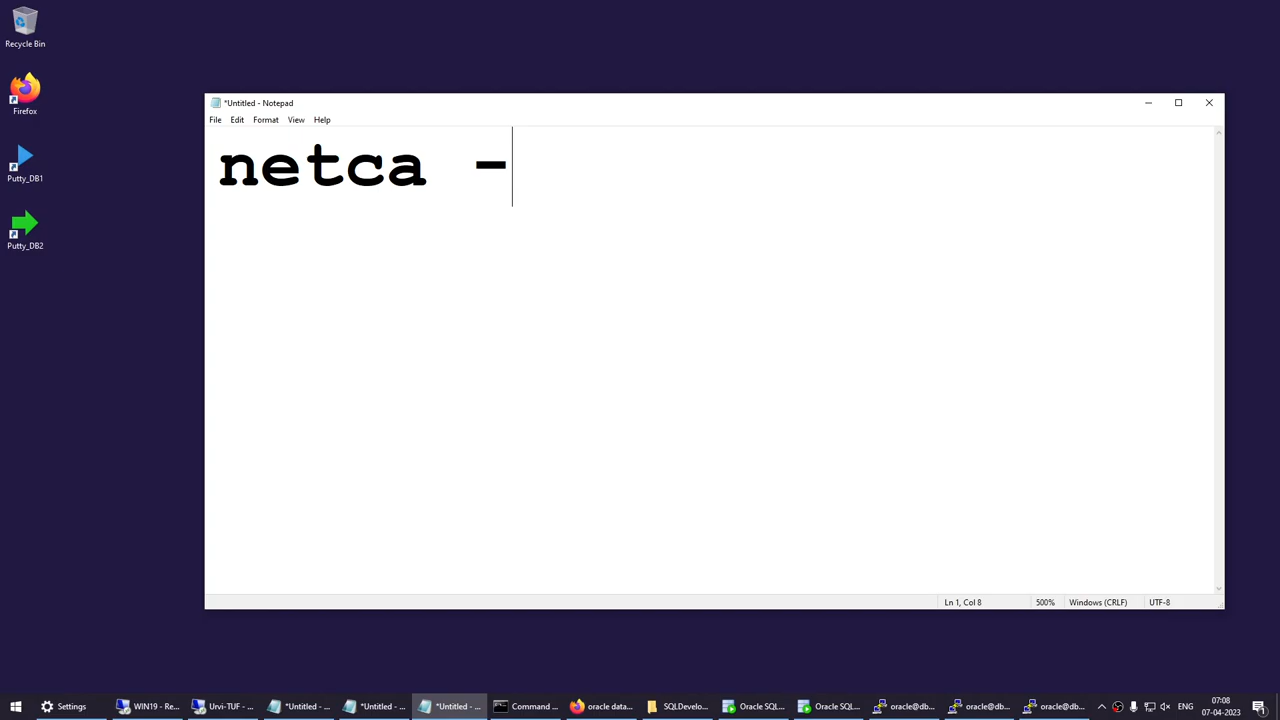 Recycle Bin
Firefox
Putty_DB1
Putty_DB2
*Untitled - Notepad
File Edit Format View Help
netca -
Ln 1, Col 8 500% Windows (CRLF) UTF-8
Settings WIN19 - Re... Urvi-TUF - ... *Untitled - ... *Untitled - ... *Untitled - ... Command ... oracle data... SQLDevelo... Oracle SQL... Oracle SQL... oracle@db... oracle@db... oracle@db... ENG 07:08
07-04-2023